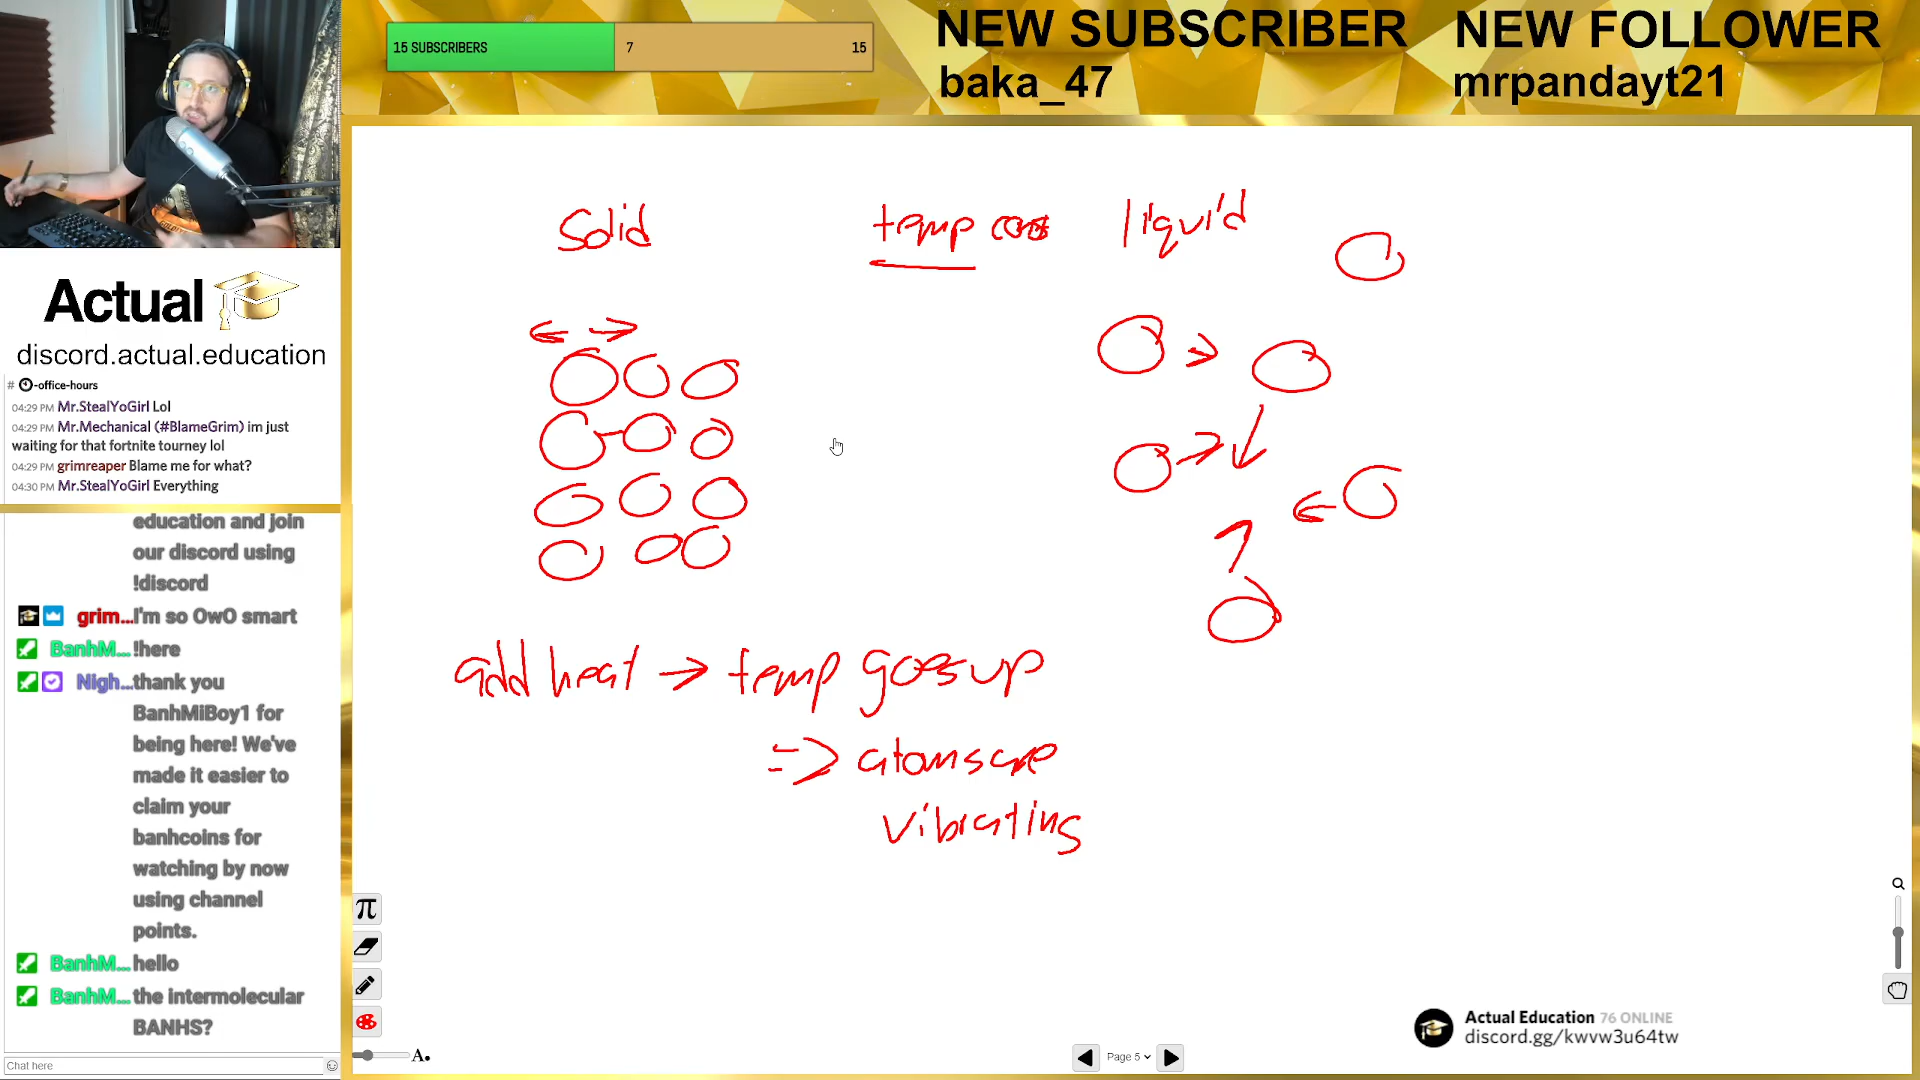 15 SUBSCRIBERS 7 15
NEW SUBSCRIBER
baka_47
NEW FOLLOWER
mrpandayt21
Actual
discord.actual.education
# -office-hours
04:29 PM Mr.StealYoGirl Lol
04:29 PM Mr.Mechanical (#BlameGrim) im just
waiting for that fortnite tourney lol
04:29 PM grimreaper Blame me for what?
04:30 PM Mr.StealYoGirl Everything
education and join
our discord using
!discord
grim...I'm so OwO smart
BanhM... !here
Nigh...thank you
BanhMiBoy1 for
being here! We've
made it easier to
claim your
banhcoins for
watching by now
using channel
points.
BanhM... hello
BanhM... the intermolecular
BANHS?
Chat here
solid
temp
liquid
add heat → temp goes up
=> atoms are
vibrating
π
A.
Page 5
Actual Education 76 ONLINE
discord.gg/kwvw3u64tw